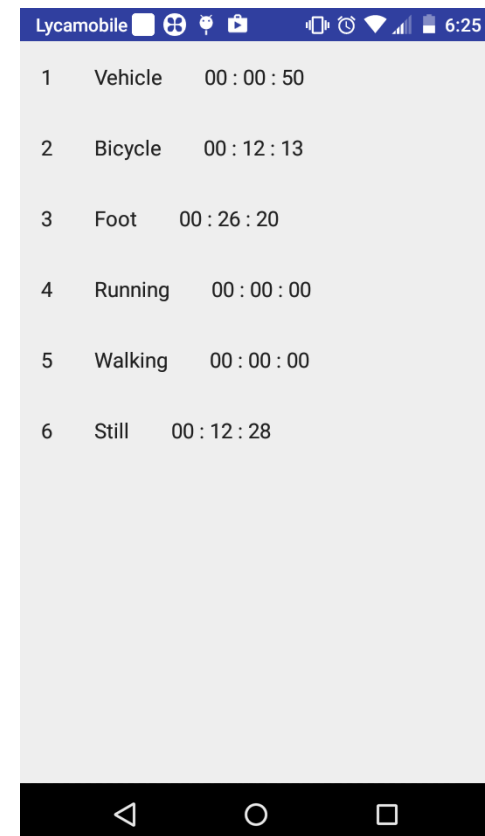 Lycamobile 6:25
1 Vehicle 00 : 00 : 50
2 Bicycle 00 : 12 : 13
3 Foot 00 : 26 : 20
4 Running 00 : 00 : 00
5 Walking 00 : 00 : 00
6 Still 00 : 12 : 28